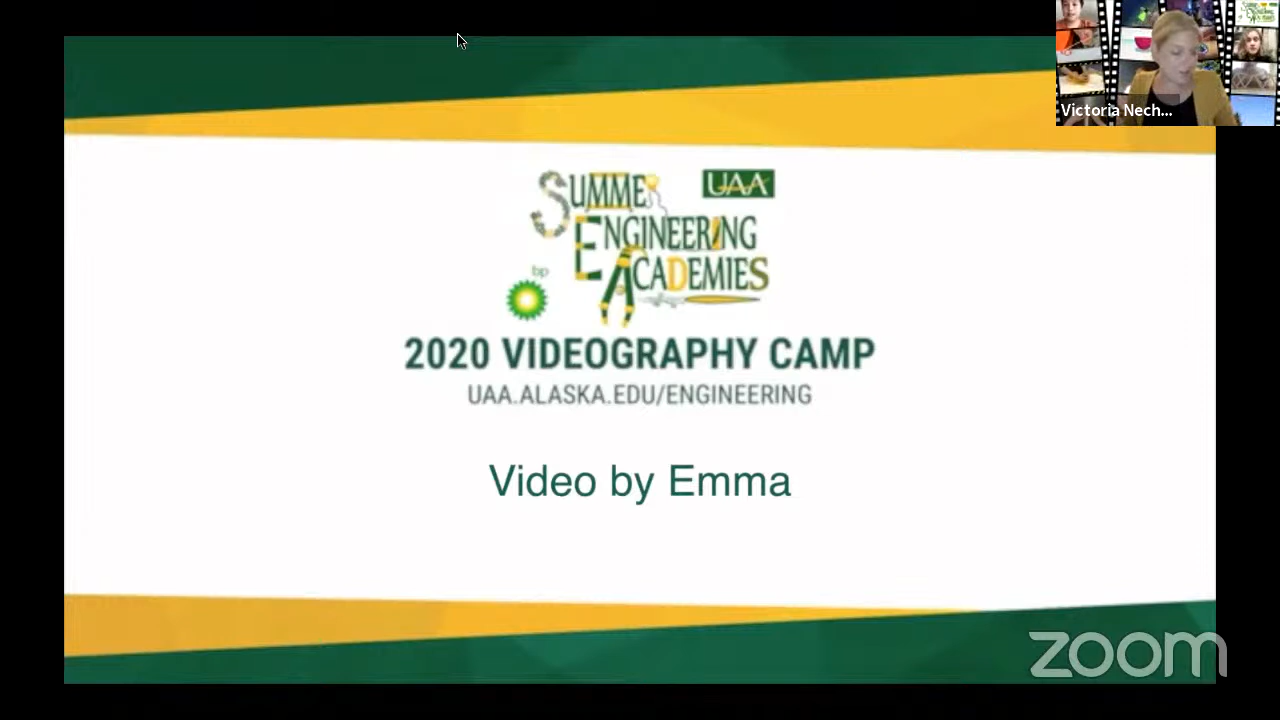 Victoria Nech...
UAA
SUMMER
ENGINEERING
ACADEMIES
bp
2020 VIDEOGRAPHY CAMP
UAA.ALASKA.EDU/ENGINEERING
Video by Emma
zoom